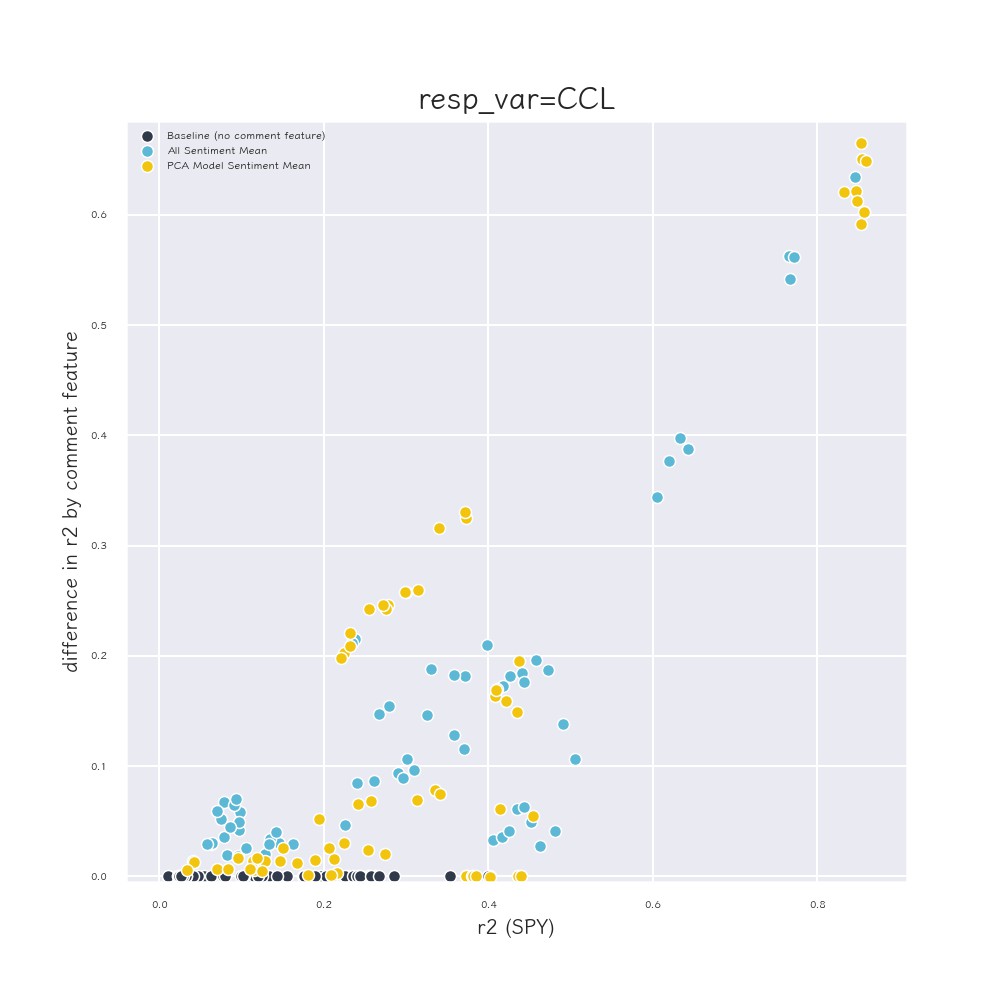 resp_var=CCL
Baseline (no comment feature)
All Sentiment Mean
PCA Model Sentiment Mean
difference in r2 by comment feature
0.6
0.5
0.4
0.3
0.2
0.1
0.0
0.0 0.2 0.4 0.6 0.8
r2 (SPY)